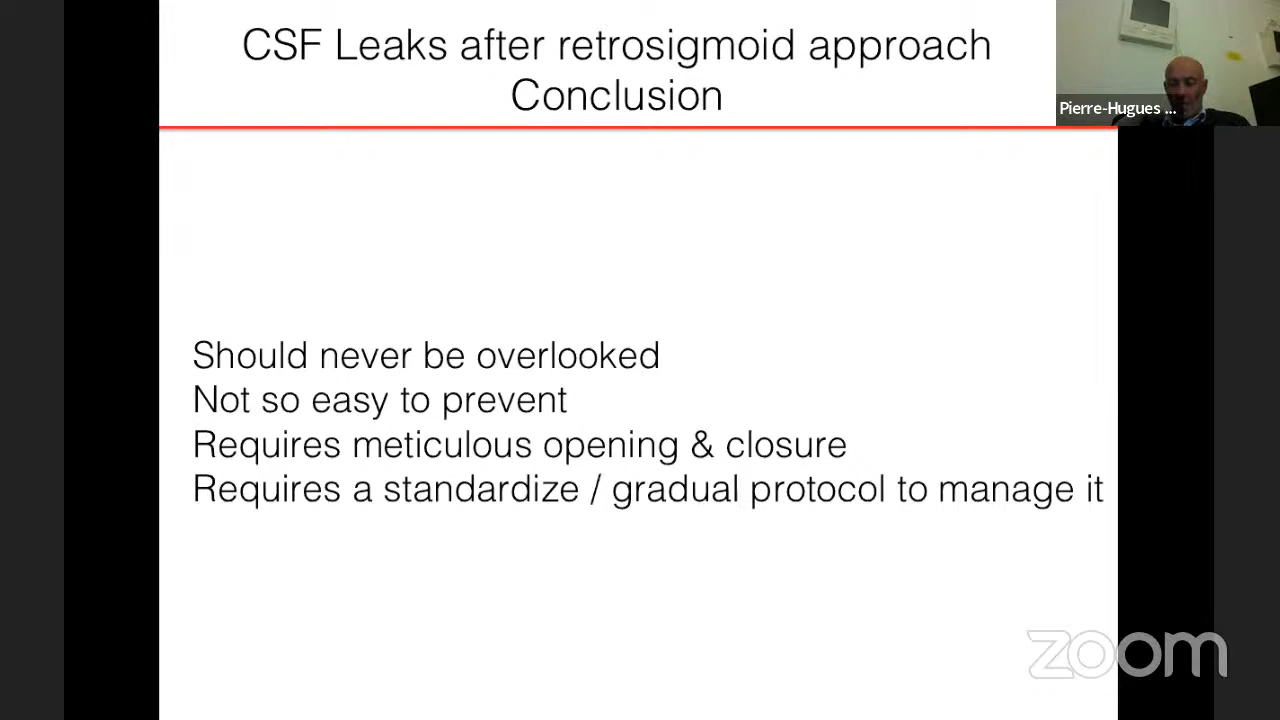 CSF Leaks after retrosigmoid approach
Conclusion
Pierre-Hugues ...
Should never be overlooked
Not so easy to prevent
Requires meticulous opening & closure
Requires a standardize / gradual protocol to manage it
zoom